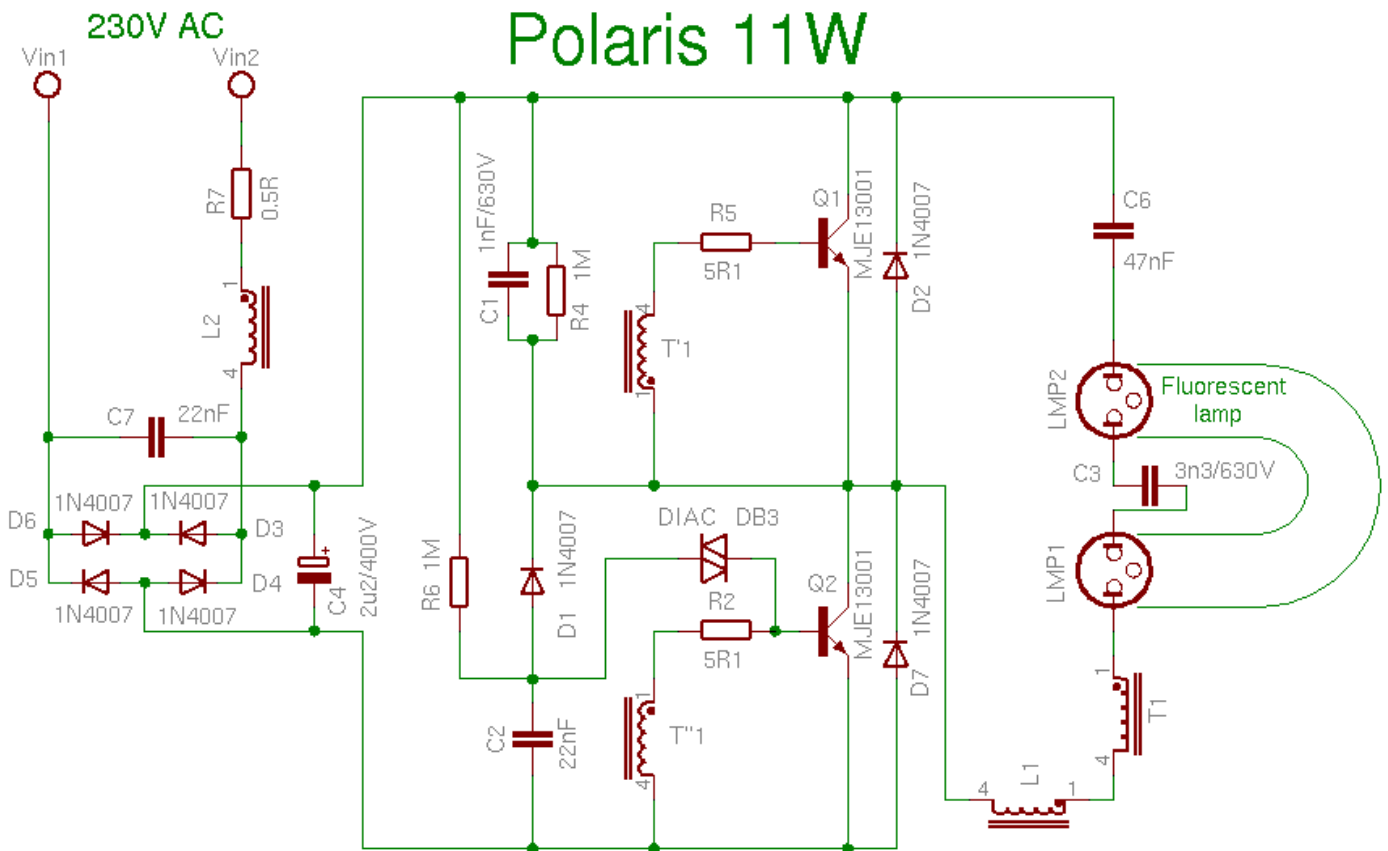 230V AC
Polaris 11W
Vin1
Vin2
R7
0.5R
1
L2
4
C7
22nF
1N4007
1N4007
D6
D3
D5
D4
1N4007
1N4007
+
C4
2u2/400V
R6
1M
1nF/630V
C1
1M
R4
1N4007
D1
C2
22nF
R5
5R1
4
T'1
1
DIAC
DB3
R2
5R1
1
T"1
4
Q1
MJE13001
1N4007
D2
Q2
MJE13001
1N4007
D7
C6
47nF
LMP2
Fluorescent
lamp
C3
3n3/630V
LMP1
1
T1
4
L1
4
1